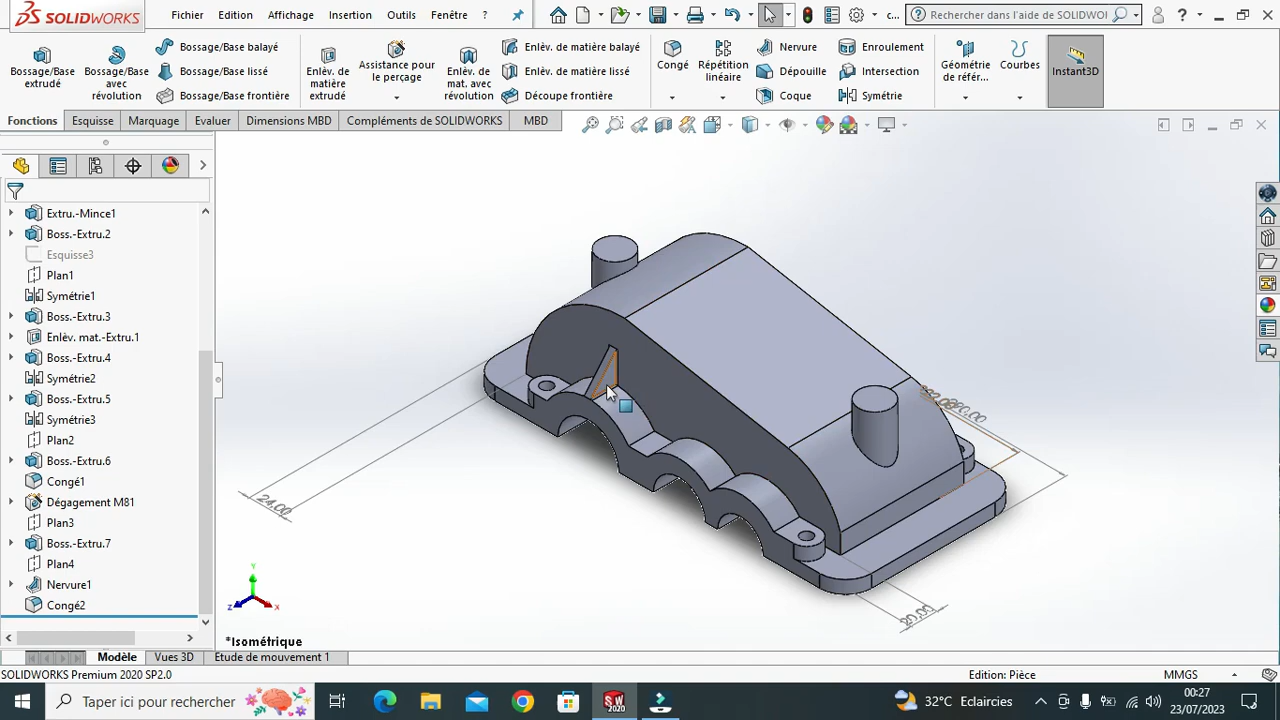 SOLIDWORKS Fichier Edition Affichage Insertion Outils Fenêtre ? c... Rechercher dans l'aide de SOLIDWOI ?
Bossage/Base extrudé
Bossage/Base avec révolution
Bossage/Base balayé
Bossage/Base lissé
Bossage/Base frontière
Enlèv. de matière extrudé
Assistance pour le perçage
Enlèv. de mat. avec révolution
Enlèv. de matière balayé
Enlèv. de matière lissé
Découpe frontière
Congé
Répétition linéaire
Nervure
Dépouille
Coque
Enroulement
Intersection
Symétrie
Géométrie de référ...
Courbes
Instant3D
Fonctions Esquisse Marquage Evaluer Dimensions MBD Compléments de SOLIDWORKS MBD
Extru.-Mince1
Boss.-Extru.2
Esquisse3
Plan1
Symétrie1
Boss.-Extru.3
Enlèv. mat.-Extru.1
Boss.-Extru.4
Symétrie2
Boss.-Extru.5
Symétrie3
Plan2
Boss.-Extru.6
Congé1
Dégagement M81
Plan3
Boss.-Extru.7
Plan4
Nervure1
Congé2
24.00
20.00
Y
Z
X
*Isométrique
Modèle Vues 3D Etude de mouvement 1
SOLIDWORKS Premium 2020 SP2.0 Edition: Pièce MMGS
Taper ici pour rechercher
SW
2020
32°C Eclaircies
00:27
23/07/2023